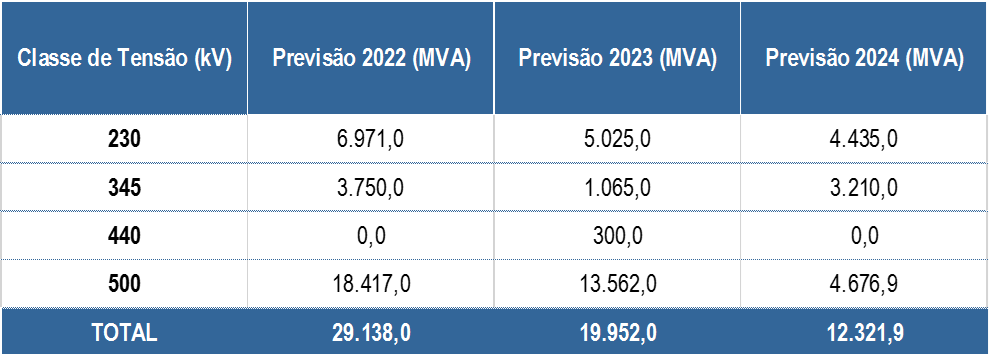 Classe de Tensão (kV) Previsão 2022 (MVA) Previsão 2023 (MVA) Previsão 2024 (MVA)
230 6.971,0 5.025,0 4.435,0
345 3.750,0 1.065,0 3.210,0
440 0,0 300,0 0,0
500 18.417,0 13.562,0 4.676,9
TOTAL 29.138,0 19.952,0 12.321,9